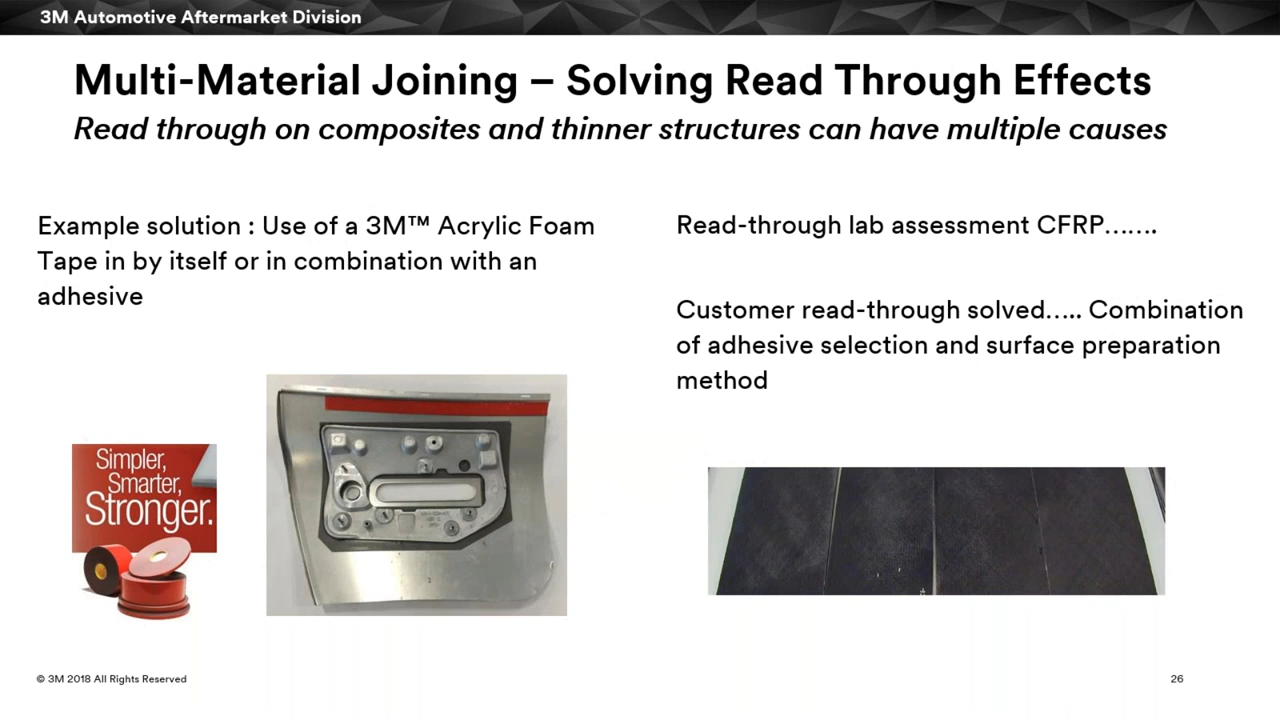 3M Automotive Aftermarket Division
Multi-Material Joining – Solving Read Through Effects
Read through on composites and thinner structures can have multiple causes
Example solution : Use of a 3M™ Acrylic Foam
Tape in by itself or in combination with an
adhesive
Read-through lab assessment CFRP…….
Customer read-through solved….. Combination
of adhesive selection and surface preparation
method
Simpler,
Smarter,
Stronger.
© 3M 2018 All Rights Reserved
26